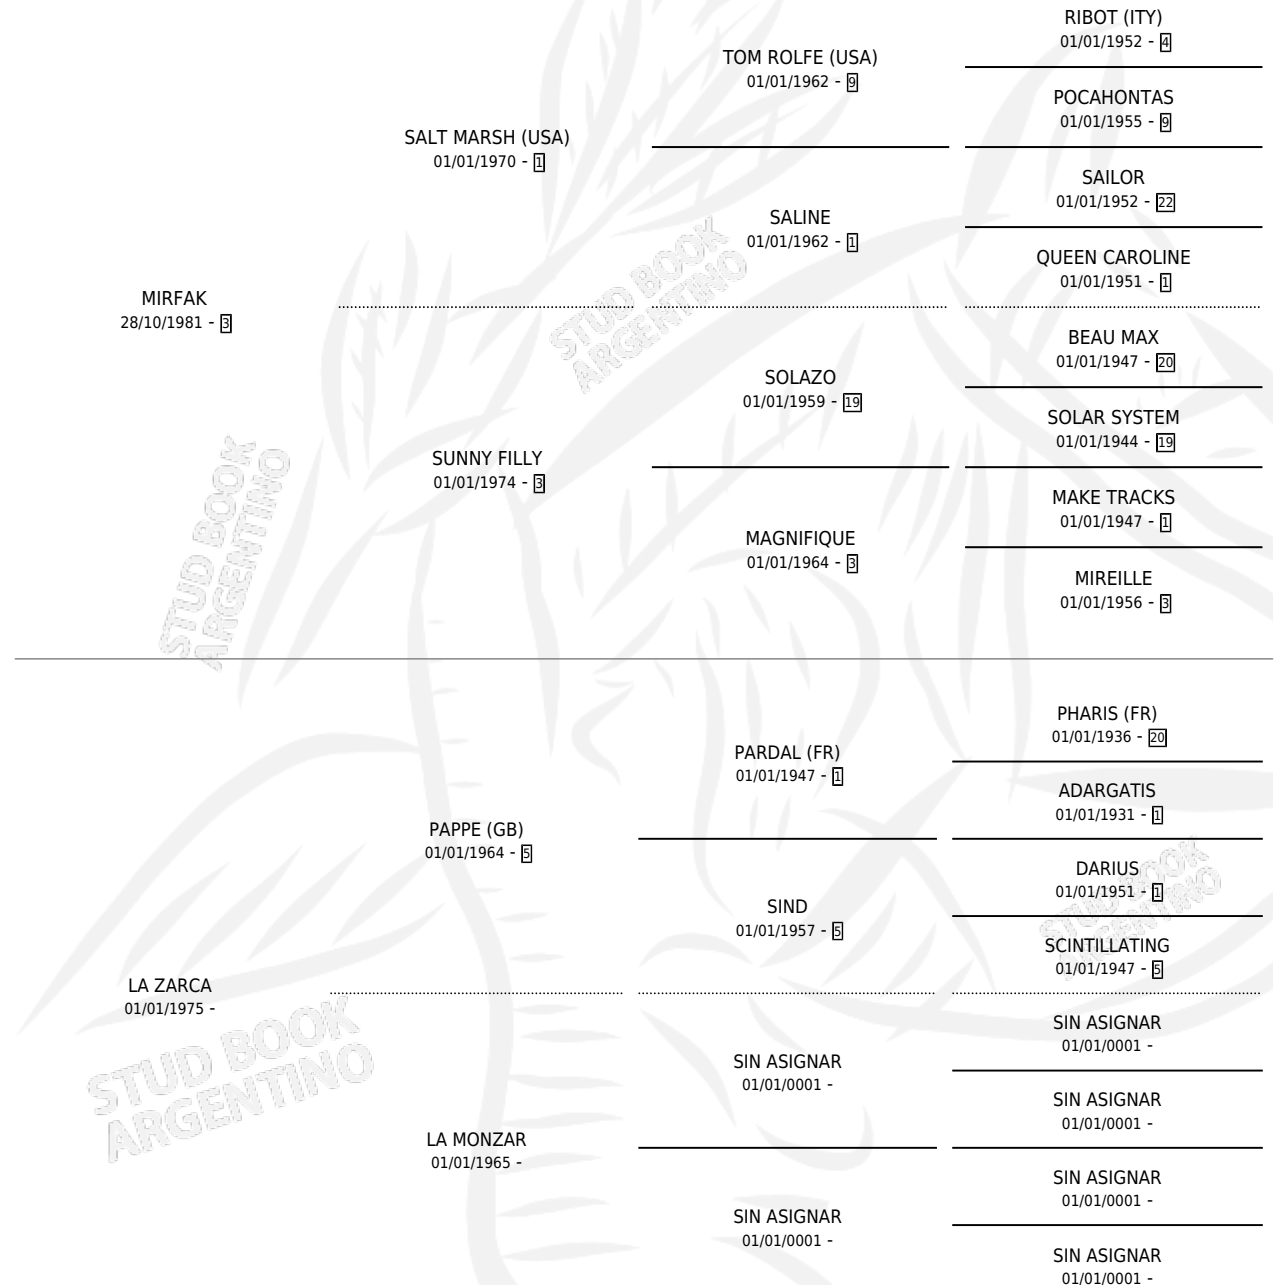 RIBOT (ITY)
01/01/1952 - 4
TOM ROLFE (USA)
01/01/1962 - 9
POCAHONTAS
01/01/1955 - 9
SALT MARSH (USA)
01/01/1970 - 1
SAILOR
01/01/1952 - 22
SALINE
01/01/1962 - 1
QUEEN CAROLINE
01/01/1951 - 1
MIRFAK
28/10/1981 - 3
BEAU MAX
01/01/1947 - 20
SOLAZO
01/01/1959 - 19
SOLAR SYSTEM
01/01/1944 - 19
SUNNY FILLY
01/01/1974 - 3
MAKE TRACKS
01/01/1947 - 1
MAGNIFIQUE
01/01/1964 - 3
MIREILLE
01/01/1956 - 3
PHARIS (FR)
01/01/1936 - 20
PARDAL (FR)
01/01/1947 - 1
ADARGATIS
01/01/1931 - 1
PAPPE (GB)
01/01/1964 - 5
DARIUS
01/01/1951 - 1
SIND
01/01/1957 - 5
SCINTILLATING
01/01/1947 - 5
LA ZARCA
01/01/1975 -
SIN ASIGNAR
01/01/0001 -
SIN ASIGNAR
01/01/0001 -
SIN ASIGNAR
01/01/0001 -
LA MONZAR
01/01/1965 -
SIN ASIGNAR
01/01/0001 -
SIN ASIGNAR
01/01/0001 -
SIN ASIGNAR
01/01/0001 -
STUD BOOK
ARGENTINO
STUD BOOK
ARGENTINO
STUD BOOK
ARGENTINO
STUD BOOK
ARGENTINO